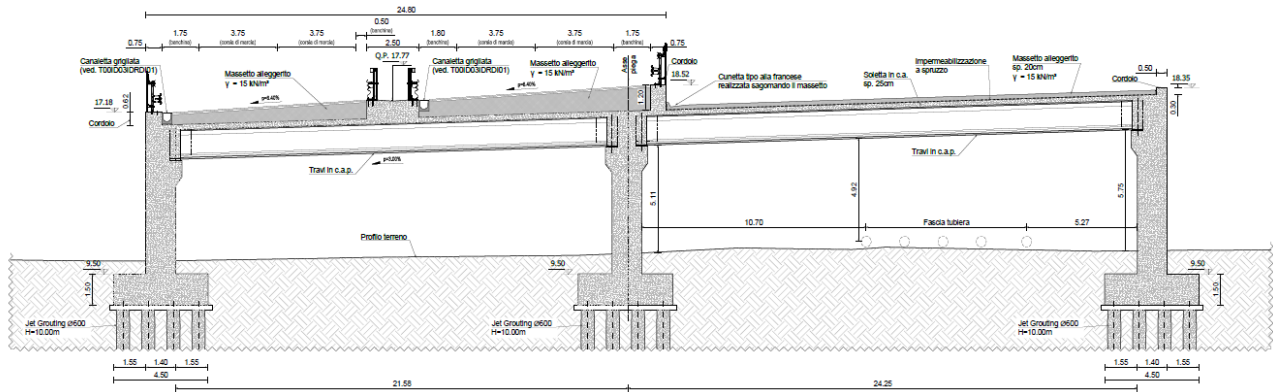 24.80
0.50
(banchina)
0.75
1.75
(banchina)
3.75
(corsia di marcia)
3.75
(corsia di marcia)
2.50
1.80
(banchina)
3.75
(corsia di marcia)
3.75
(corsia di marcia)
1.75
(banchina)
0.75
Canaletta grigliata
(ved. T00ID03IDRDI01)
Massetto alleggerito
γ = 15 kN/m³
Q.P. 17.77
Canaletta grigliata
(ved. T00ID03IDRDI01)
Massetto alleggerito
γ = 15 kN/m³
Asse
piega
Cordolo
18.52
Cunetta tipo alla francese
realizzata sagomando il massetto
Soletta in c.a.
sp. 25cm
Impermeabilizzazione
a spruzzo
Massetto alleggerito
sp. 20cm
γ = 15 kN/m³
0.50
Cordolo
18.35
0.30
17.18
0.62
Cordolo
p=6.40%
p=6.40%
1.20
Travi in c.a.p.
p=3.00%
Travi in c.a.p.
5.11
4.92
5.75
10.70
Fascia tubiera
5.27
Profilo terreno
9.50
9.50
9.50
1.50
1.50
Jet Grouting Ø600
H=10.00m
Jet Grouting Ø600
H=10.00m
Jet Grouting Ø600
H=10.00m
1.55
1.40
1.55
4.50
1.55
1.40
1.55
4.50
21.58
24.25